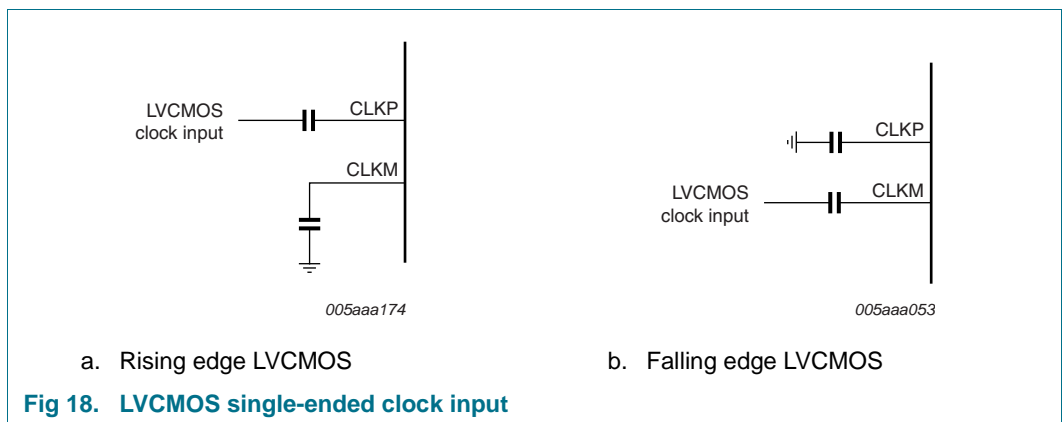 LVCMOS
clock input
CLKP
CLKM
005aaa174
a. Rising edge LVCMOS
CLKP
LVCMOS
clock input
CLKM
005aaa053
b. Falling edge LVCMOS
Fig 18. LVCMOS single-ended clock input